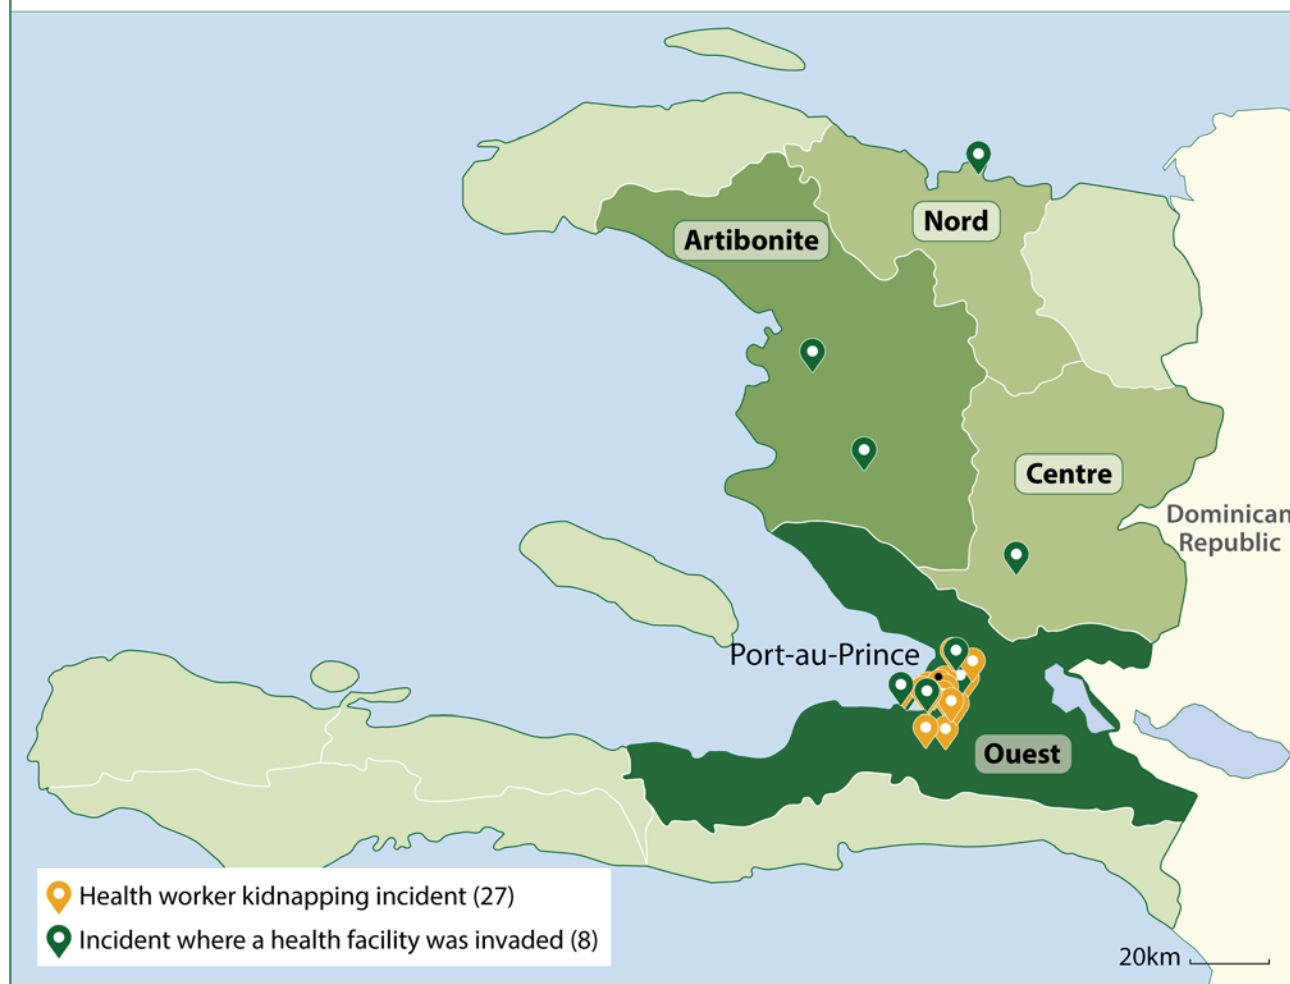 Nord
Artibonite
Centre
Dominican
Republic
Port-au-Prince
Ouest
Health worker kidnapping incident (27)
Incident where a health facility was invaded (8)
20km